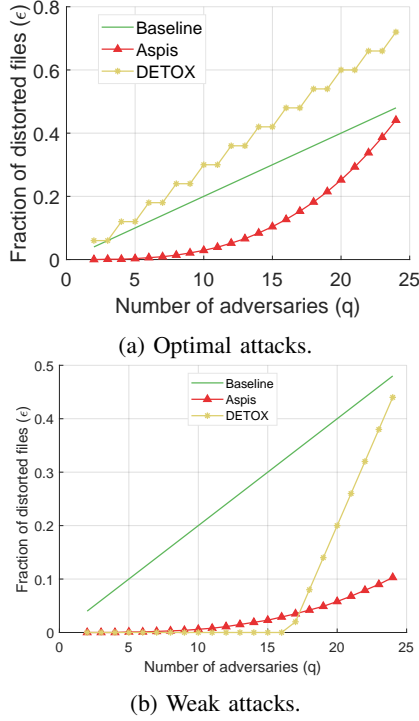 0.8
0.6
0.4
0.2
0
Fraction of distorted files (ϵ)
Baseline
Aspis
DETOX
0 5 10 15 20 25
Number of adversaries (q)
(a) Optimal attacks.
0.5
0.4
0.3
0.2
0.1
0
Fraction of distorted files (ϵ)
Baseline
Aspis
DETOX
0 5 10 15 20 25
Number of adversaries (q)
(b) Weak attacks.